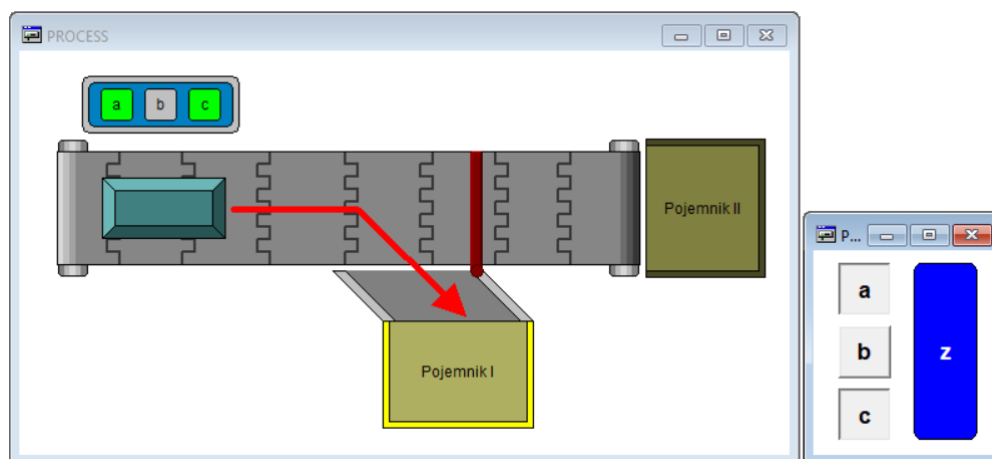 PROCESS
a b c
Pojemnik II
Pojemnik I
P...
a
b
z
c